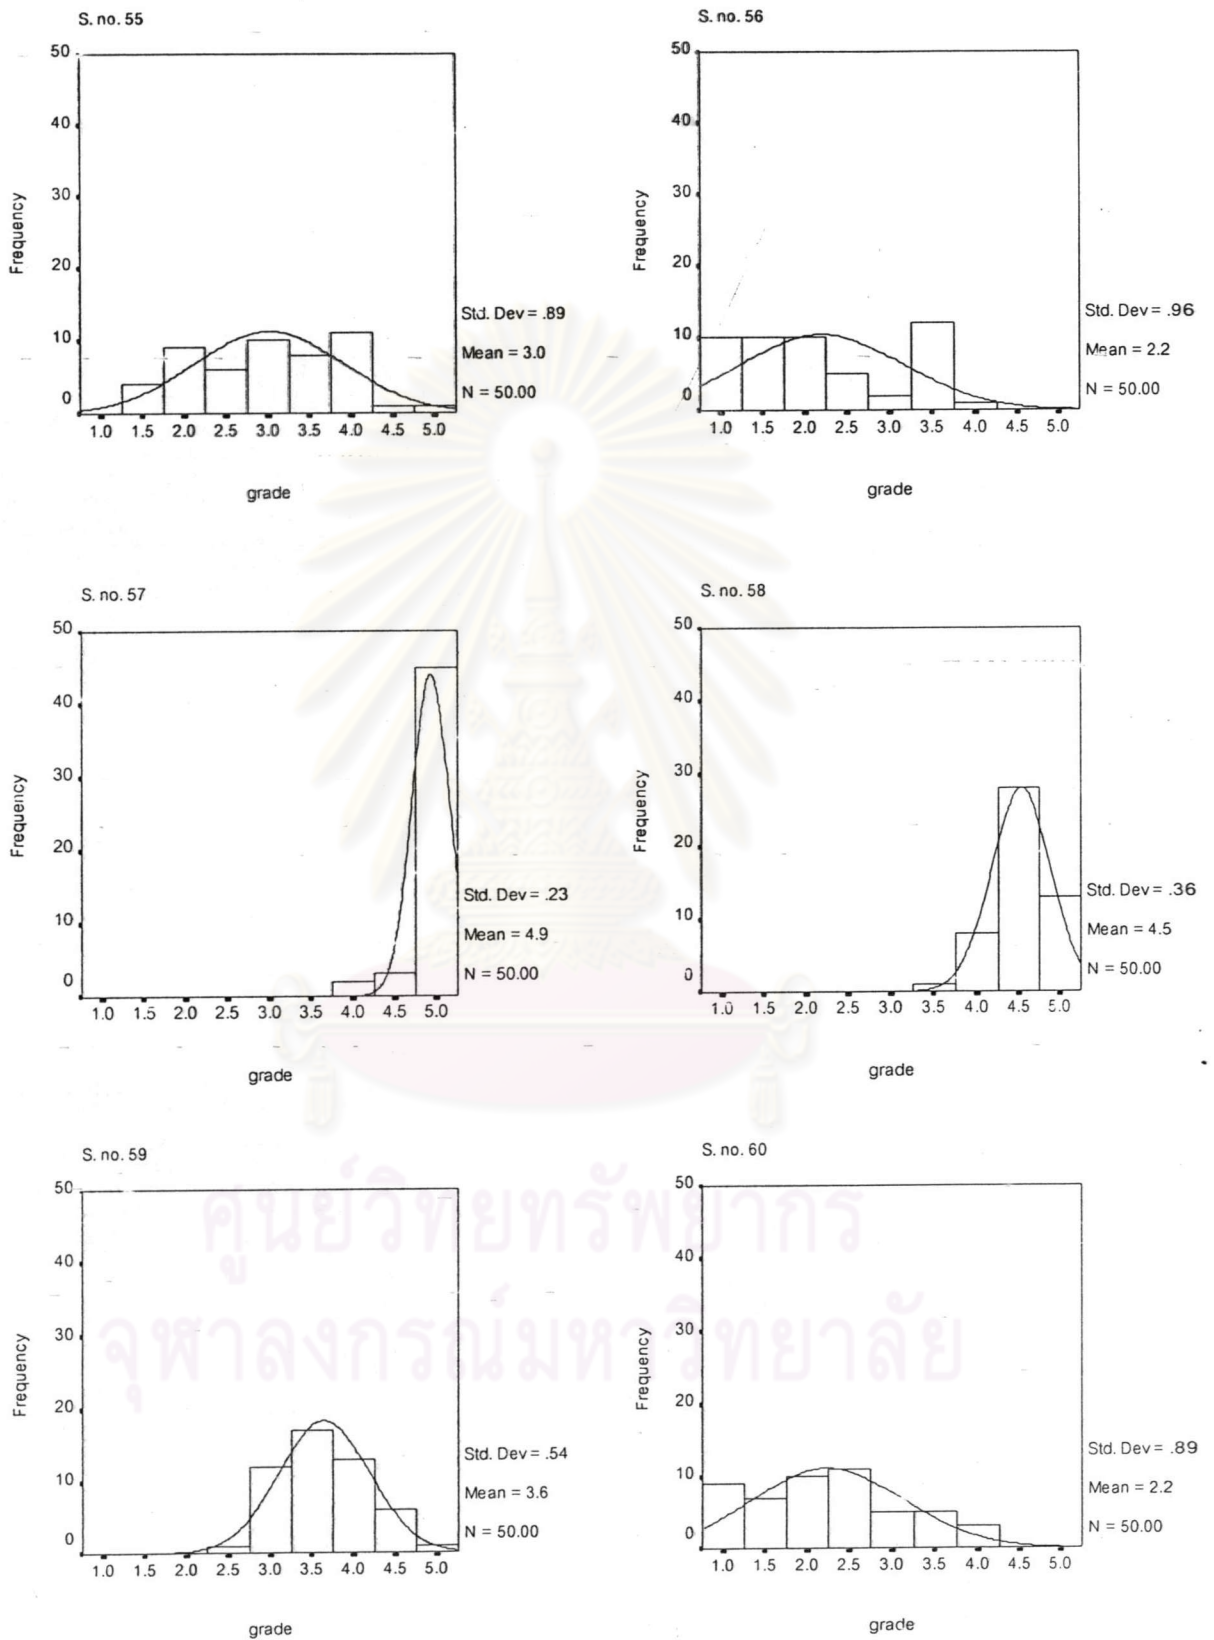 S. no. 55
50
40
30
20
10
0
Frequency
1.0 1.5 2.0 2.5 3.0 3.5 4.0 4.5 5.0
grade
Std. Dev = .89
Mean = 3.0
N = 50.00
S. no. 56
50
40
30
20
10
0
Frequency
1.0 1.5 2.0 2.5 3.0 3.5 4.0 4.5 5.0
grade
Std. Dev = .96
Mean = 2.2
N = 50.00
S. no. 57
50
40
30
20
10
0
Frequency
1.0 1.5 2.0 2.5 3.0 3.5 4.0 4.5 5.0
grade
Std. Dev = .23
Mean = 4.9
N = 50.00
S. no. 58
50
40
30
20
10
0
Frequency
1.0 1.5 2.0 2.5 3.0 3.5 4.0 4.5 5.0
grade
Std. Dev = .36
Mean = 4.5
N = 50.00
S. no. 59
50
40
30
20
10
0
Frequency
1.0 1.5 2.0 2.5 3.0 3.5 4.0 4.5 5.0
grade
Std. Dev = .54
Mean = 3.6
N = 50.00
S. no. 60
50
40
30
20
10
0
Frequency
1.0 1.5 2.0 2.5 3.0 3.5 4.0 4.5 5.0
grade
Std. Dev = .89
Mean = 2.2
N = 50.00
ศูนย์วิทยทรัพยากร
จุฬาลงกรณ์มหาวิทยาลัย